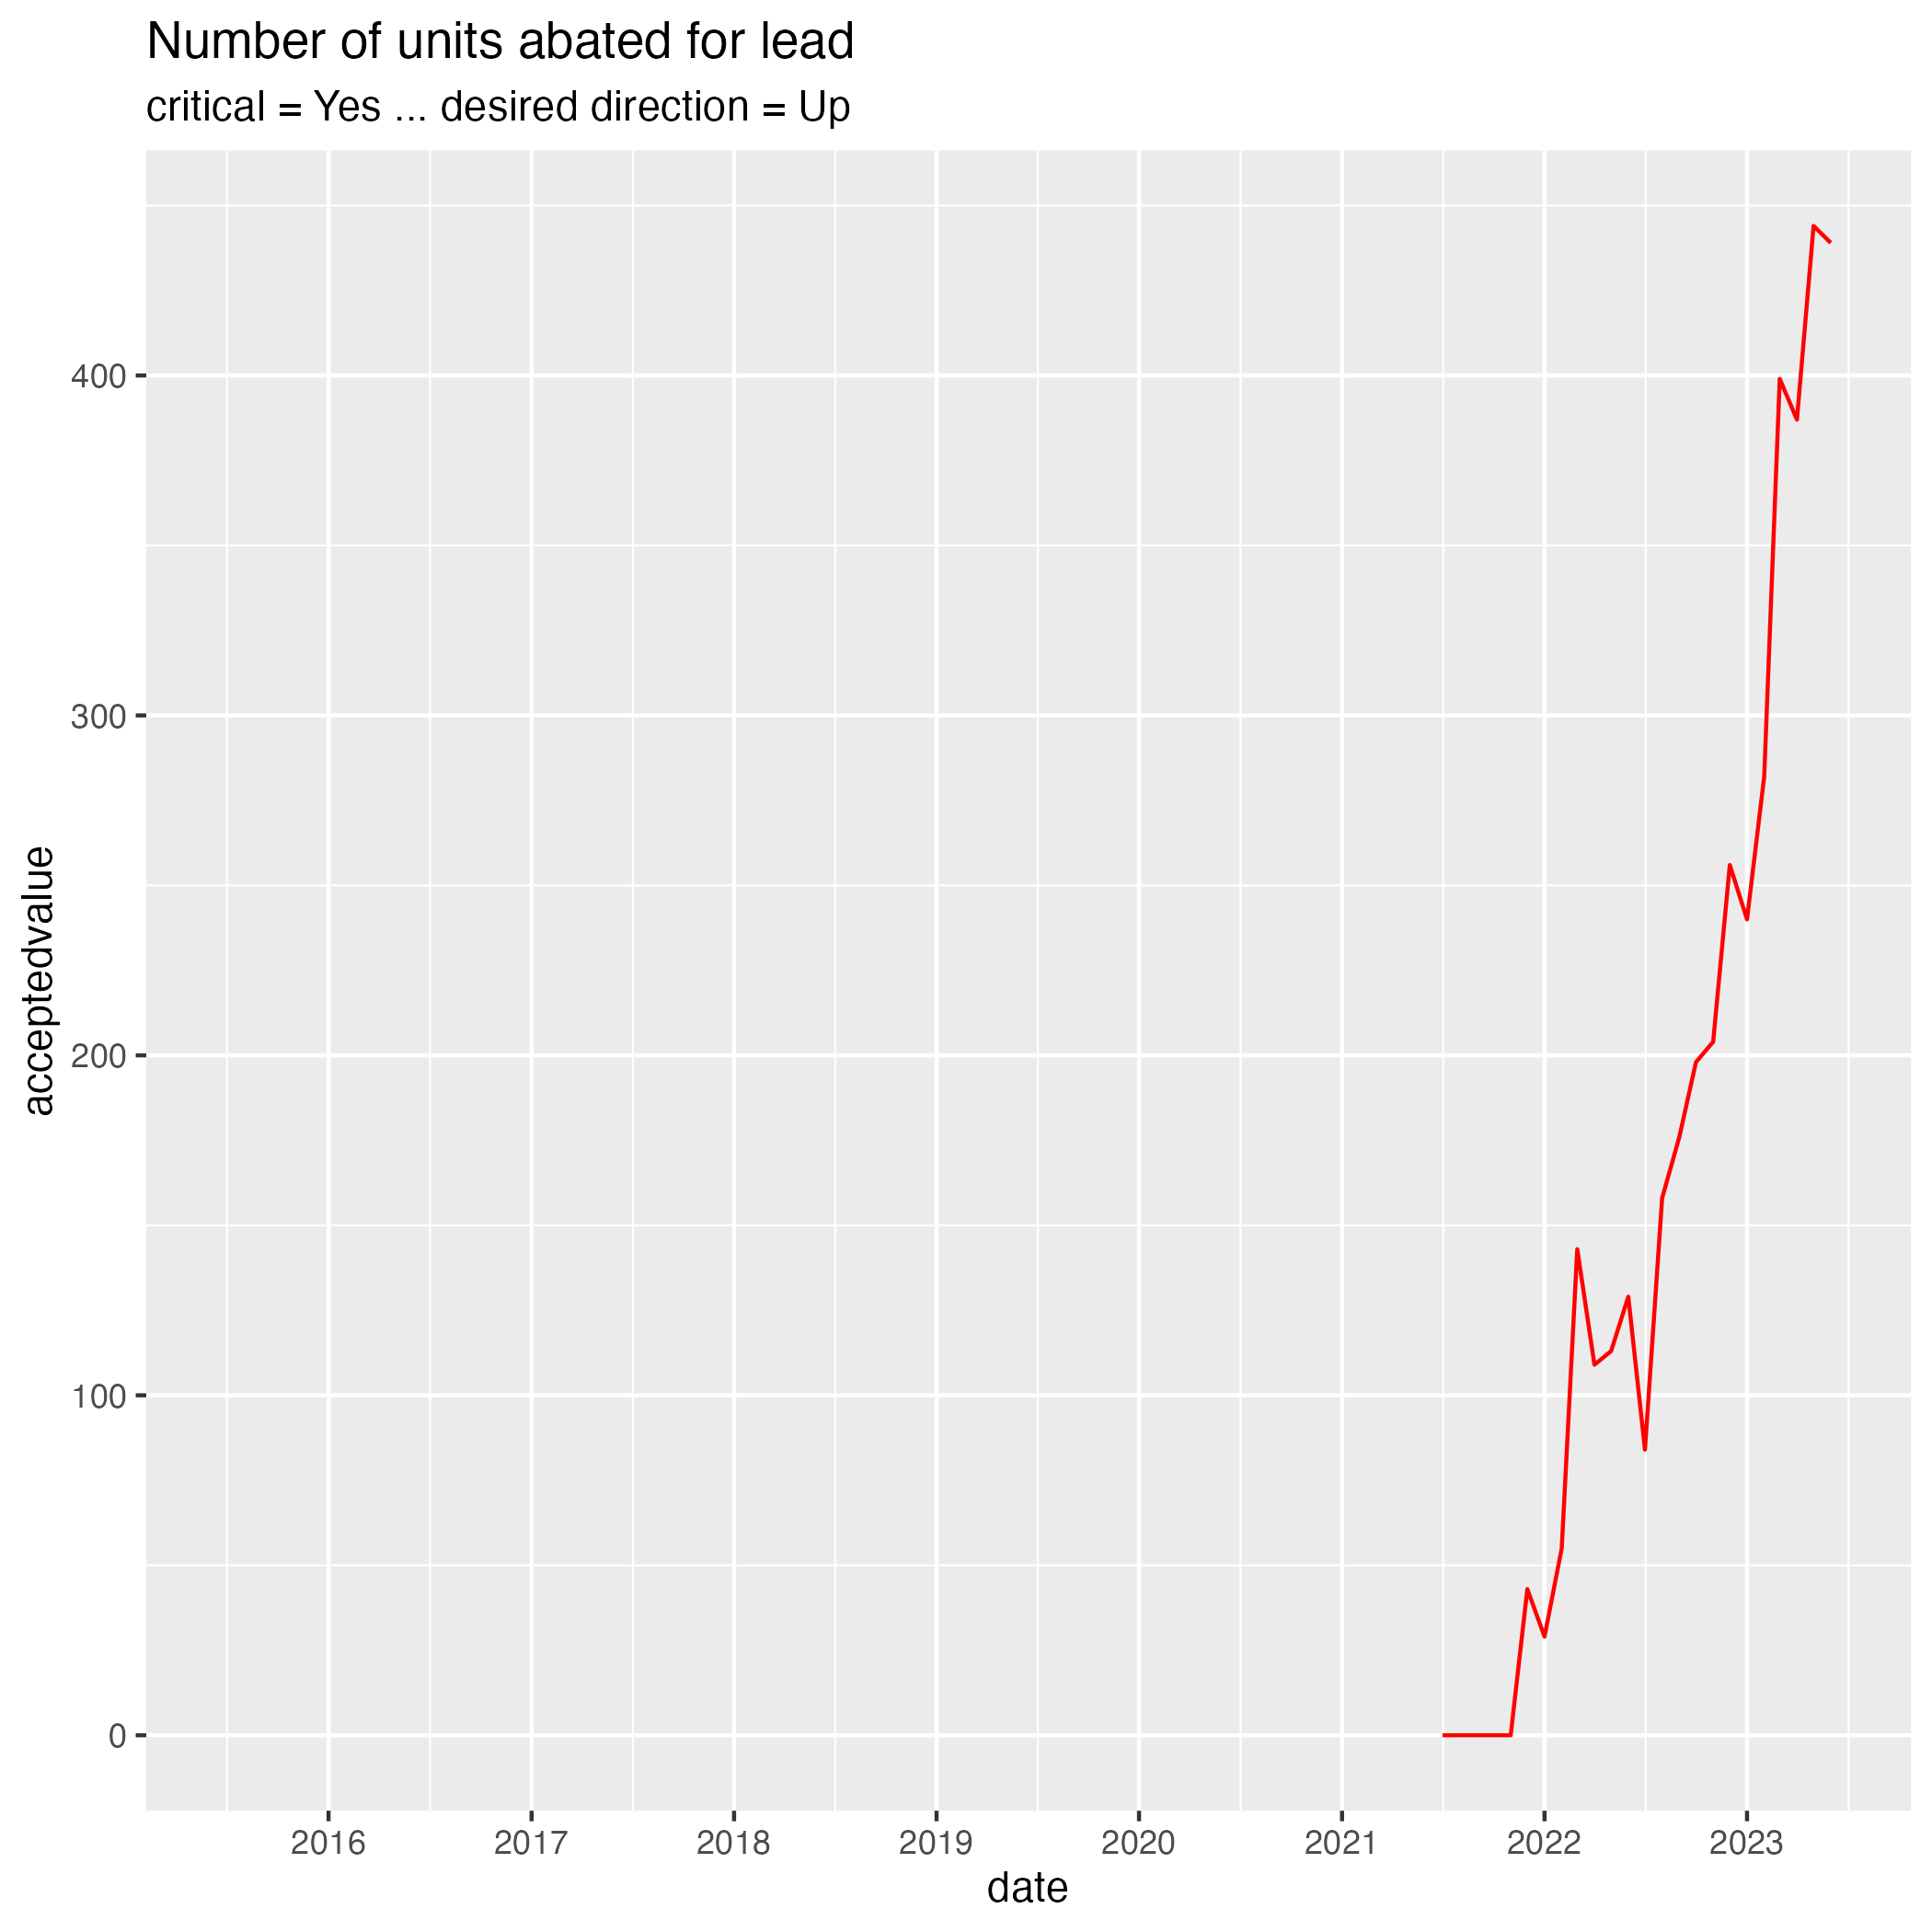 Number of units abated for lead
critical = Yes ... desired direction = Up
acceptedvalue
400
300
200
100
0
2016 2017 2018 2019 2020 2021 2022 2023
date